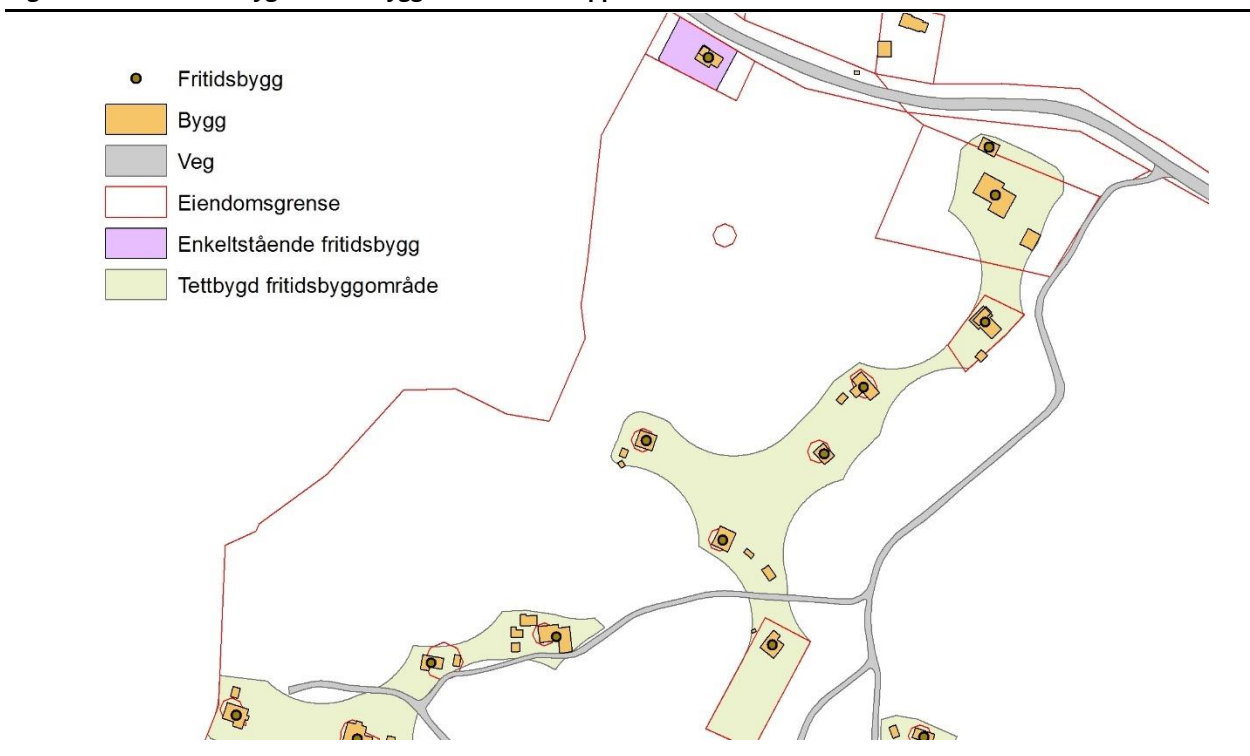 Fritidsbygg
Bygg
Veg
Eiendomsgrense
Enkeltstående fritidsbygg
Tettbygd fritidsbyggområde